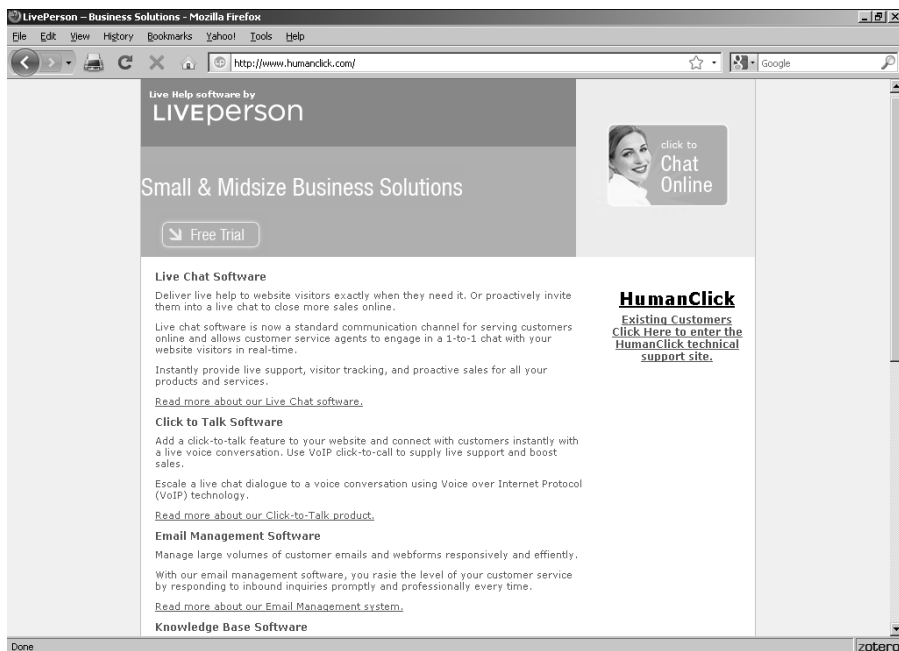 LivePerson – Business Solutions - Mozilla Firefox
File Edit View History Bookmarks Yahoo! Tools Help
http://www.humanclick.com/
Google
Live Help software by
LIVEperson
click to
Chat
Online
Small & Midsize Business Solutions
Free Trial
Live Chat Software
Deliver live help to website visitors exactly when they need it. Or proactively invite
them into a live chat to close more sales online.
Live chat software is now a standard communication channel for serving customers
online and allows customer service agents to engage in a 1-to-1 chat with your
website visitors in real-time.
Instantly provide live support, visitor tracking, and proactive sales for all your
products and services.
Read more about our Live Chat software.
Click to Talk Software
Add a click-to-talk feature to your website and connect with customers instantly with
a live voice conversation. Use VoIP click-to-call to supply live support and boost
sales.
Escale a live chat dialogue to a voice conversation using Voice over Internet Protocol
(VoIP) technology.
Read more about our Click-to-Talk product.
Email Management Software
Manage large volumes of customer emails and webforms responsively and effiently.
With our email management software, you rasie the level of your customer service
by responding to inbound inquiries promptly and professionally every time.
Read more about our Email Management system.
Knowledge Base Software
HumanClick
Existing Customers
Click Here to enter the
HumanClick technical
support site.
Done
zotero